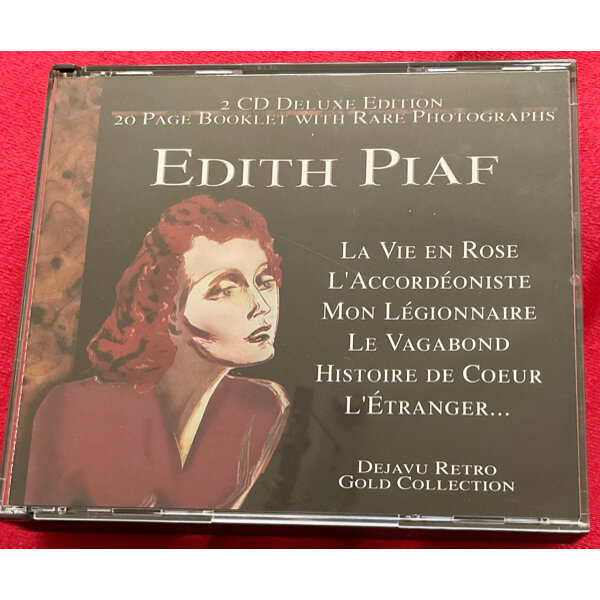 2 CD Deluxe Edition
20 Page Booklet with Rare Photographs
Edith Piaf
La Vie en Rose
L'Accordéoniste
Mon Légionnaire
Le Vagabond
Histoire de Coeur
L'Étranger...
Dejavu Retro
Gold Collection